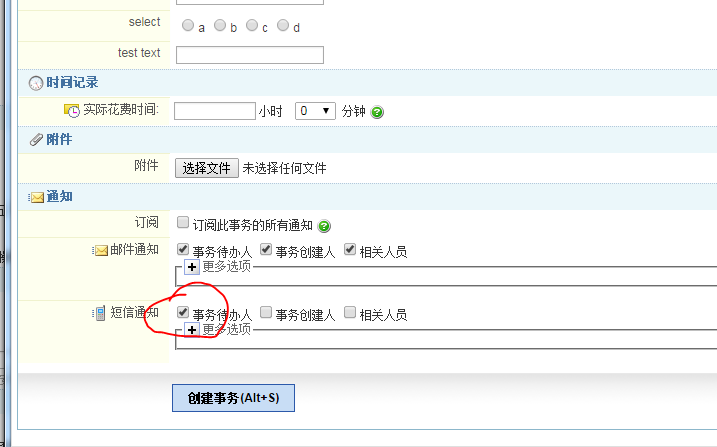 select a b c d
test text
时间记录
实际花费时间: 小时 0 分钟 ?
附件
附件 选择文件 未选择任何文件
通知
订阅 订阅此事务的所有通知 ?
邮件通知 事务待办人 事务创建人 相关人员
+ 更多选项
短信通知 事务待办人 事务创建人 相关人员
+ 更多选项
创建事务(Alt+S)